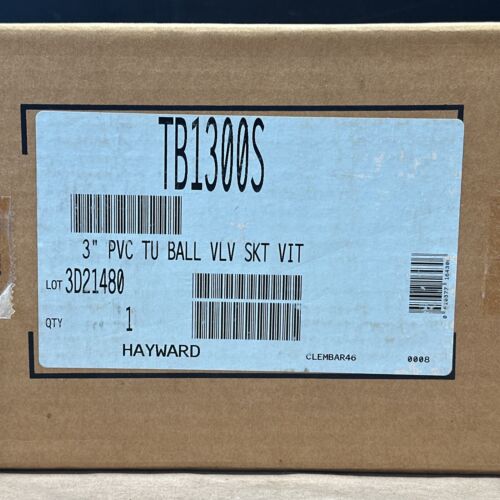 TB1300S
3" PVC TU BALL VLV SKT VIT
LOT 3D21480
QTY 1
HAYWARD
CLEMBAR46
0008